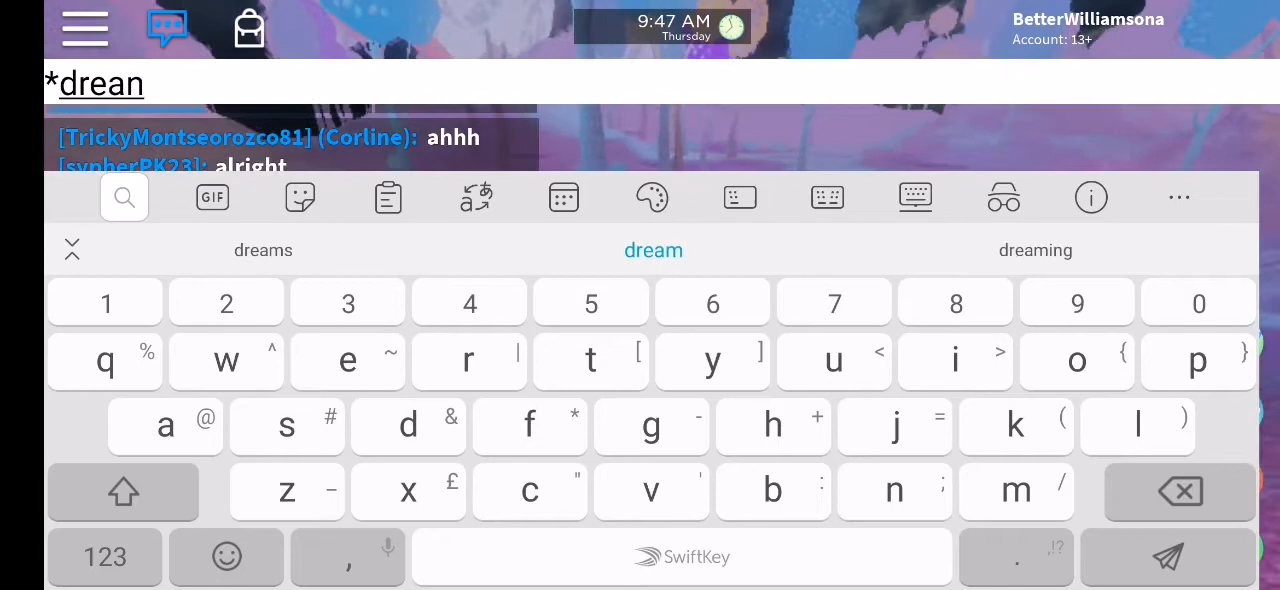 9:47 AM
Thursday
BetterWilliamsona
Account: 13+
*drean
[TrickyMontseorozco81] (Corline): ahhh
[sypherPK23]: alright
GIF
dreams dream dreaming
1 2 3 4 5 6 7 8 9 0
q % w ^ e ~ r | t [ y ] u < i > o { p }
a @ s # d & f * g - h + j = k ( l )
z _ x £ c " v ' b : n ; m /
123 , SwiftKey . ,!?